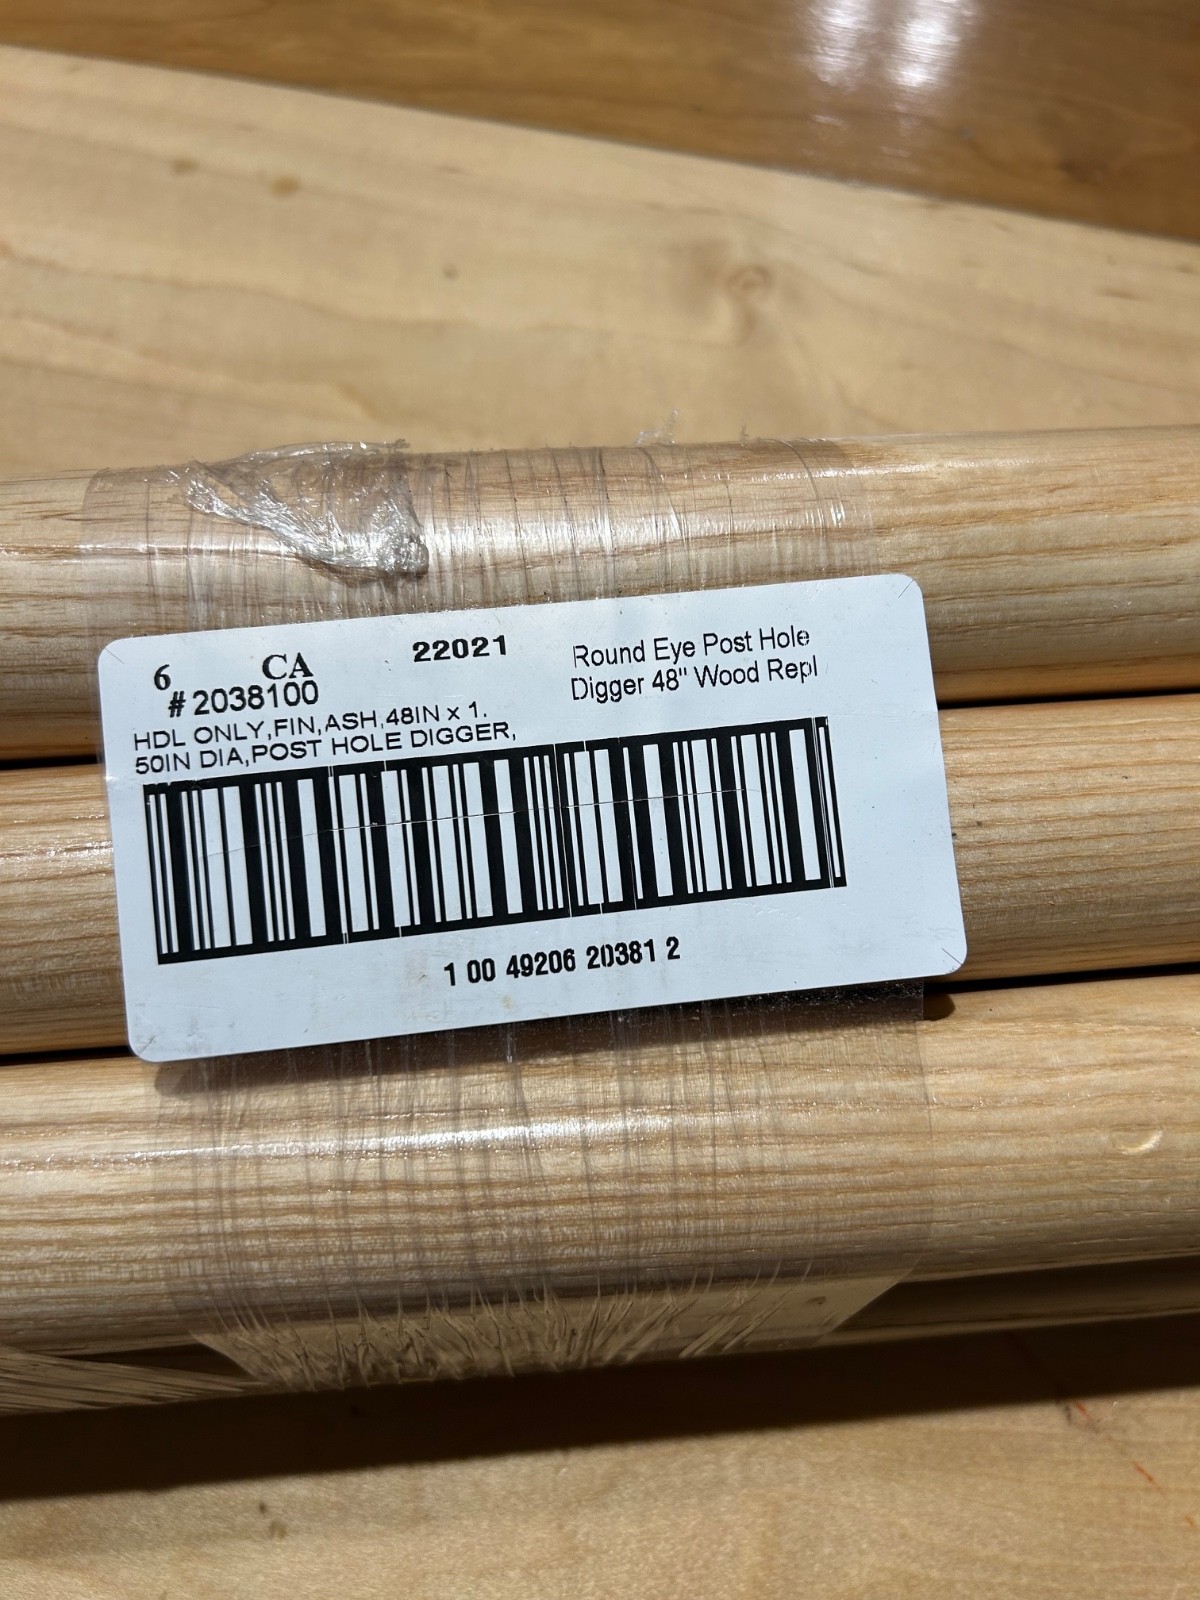 6 CA 22021
#2038100
HDL ONLY,FIN,ASH,48IN x 1.
50IN DIA,POST HOLE DIGGER,
Round Eye Post Hole
Digger 48" Wood Repl
1 00 49206 20381 2